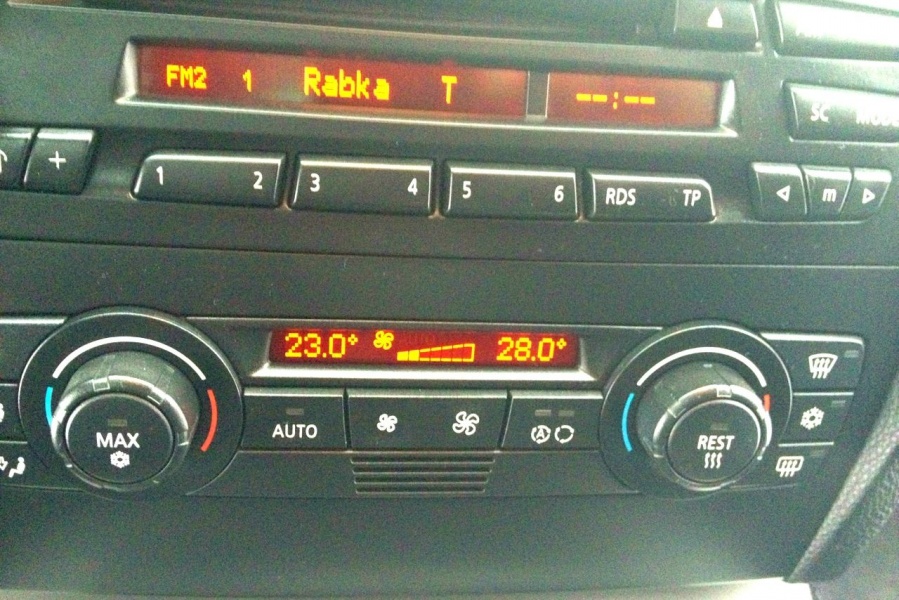 FM2 1 Rabka T --:--
SC MODE
+
1 2 3 4 5 6 RDS TP m
23.0° 28.0°
MAX AUTO A REST